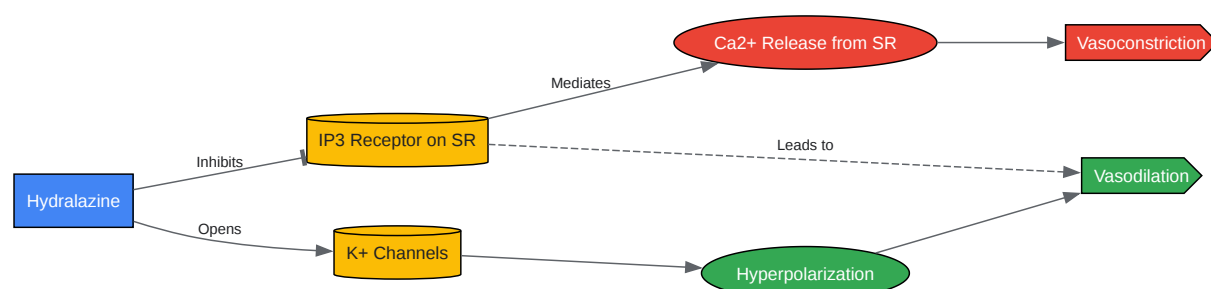 Ca2+ Release from SR
Vasoconstriction
Mediates
IP3 Receptor on SR
Leads to
Inhibits
Vasodilation
Hydralazine
Opens
K+ Channels
Hyperpolarization